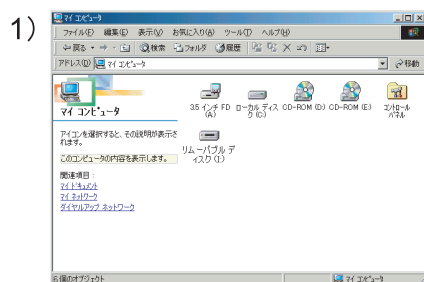 1)
マイ コンピュータ
ファイル(F) 編集(E) 表示(V) お気に入り(A) ツール(T) ヘルプ(H)
戻る 検索 フォルダ 履歴
アドレス(D) マイ コンピュータ 移動
マイ コンピュータ
アイコンを選択すると、その説明が表示されます。
このコンピュータの内容を表示します。
関連項目:
マイ ドキュメント
マイ ネットワーク
ダイヤルアップ ネットワーク
3.5 インチ FD (A)
ローカル ディスク (C)
CD-ROM (D:)
CD-ROM (E:)
コントロール パネル
リムーバブル ディスク (I:)
6 個のオブジェクト
マイ コンピュータ